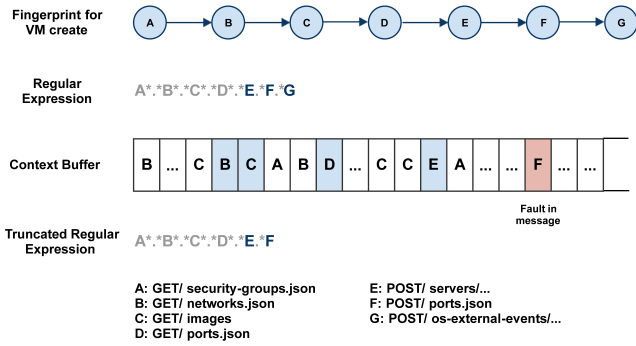 Fingerprint for
VM create
A B C D E F G
Regular
Expression
A*.*B*.*C*.*D*.*E.*F.*G
Context Buffer
B ... C B C A B D ... C C E A ... ... F ... ...
Fault in
message
Truncated Regular
Expression
A*.*B*.*C*.*D*.*E.*F
A: GET/ security-groups.json
B: GET/ networks.json
C: GET/ images
D: GET/ ports.json
E: POST/ servers/...
F: POST/ ports.json
G: POST/ os-external-events/...